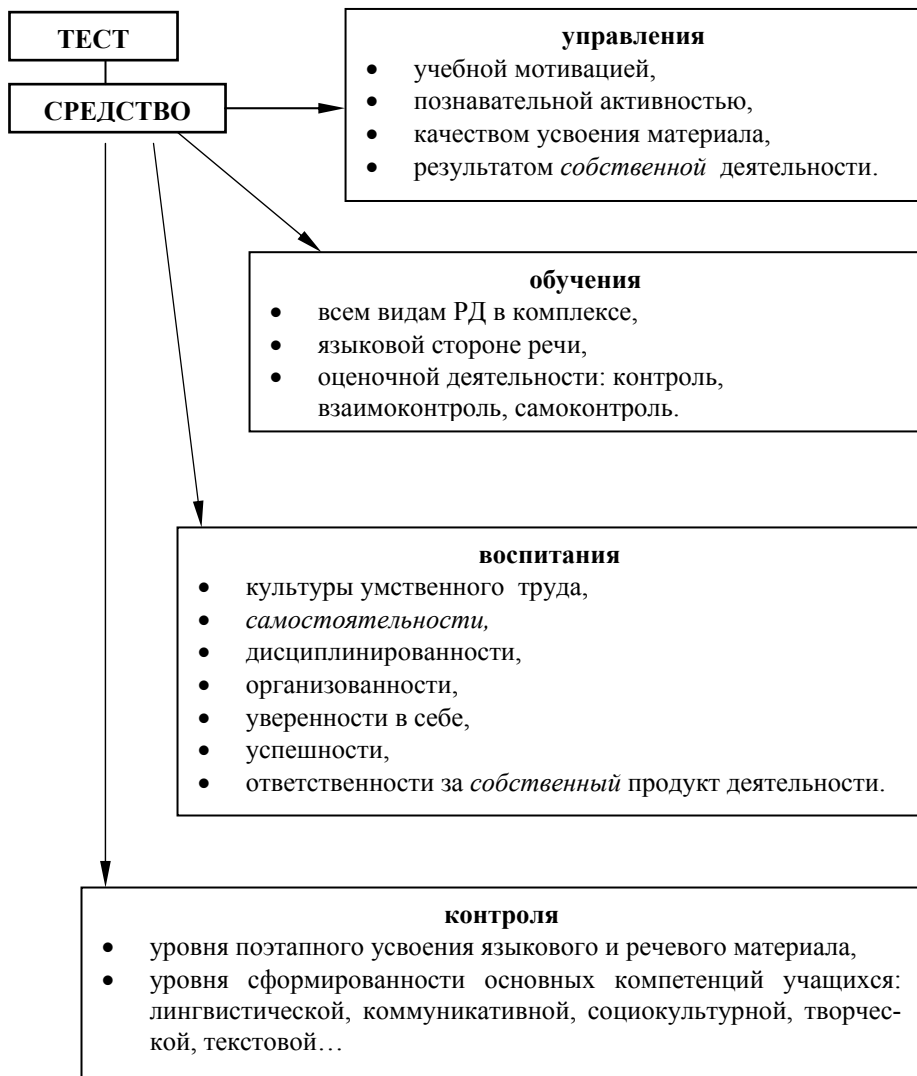 ТЕСТ
СРЕДСТВО
управления
• учебной мотивацией,
• познавательной активностью,
• качеством усвоения материала,
• результатом собственной деятельности.
обучения
• всем видам РД в комплексе,
• языковой стороне речи,
• оценочной деятельности: контроль,
взаимоконтроль, самоконтроль.
воспитания
• культуры умственного труда,
• самостоятельности,
• дисциплинированности,
• организованности,
• уверенности в себе,
• успешности,
• ответственности за собственный продукт деятельности.
контроля
• уровня поэтапного усвоения языкового и речевого материала,
• уровня сформированности основных компетенций учащихся:
лингвистической, коммуникативной, социокультурной, творчес-
кой, текстовой…